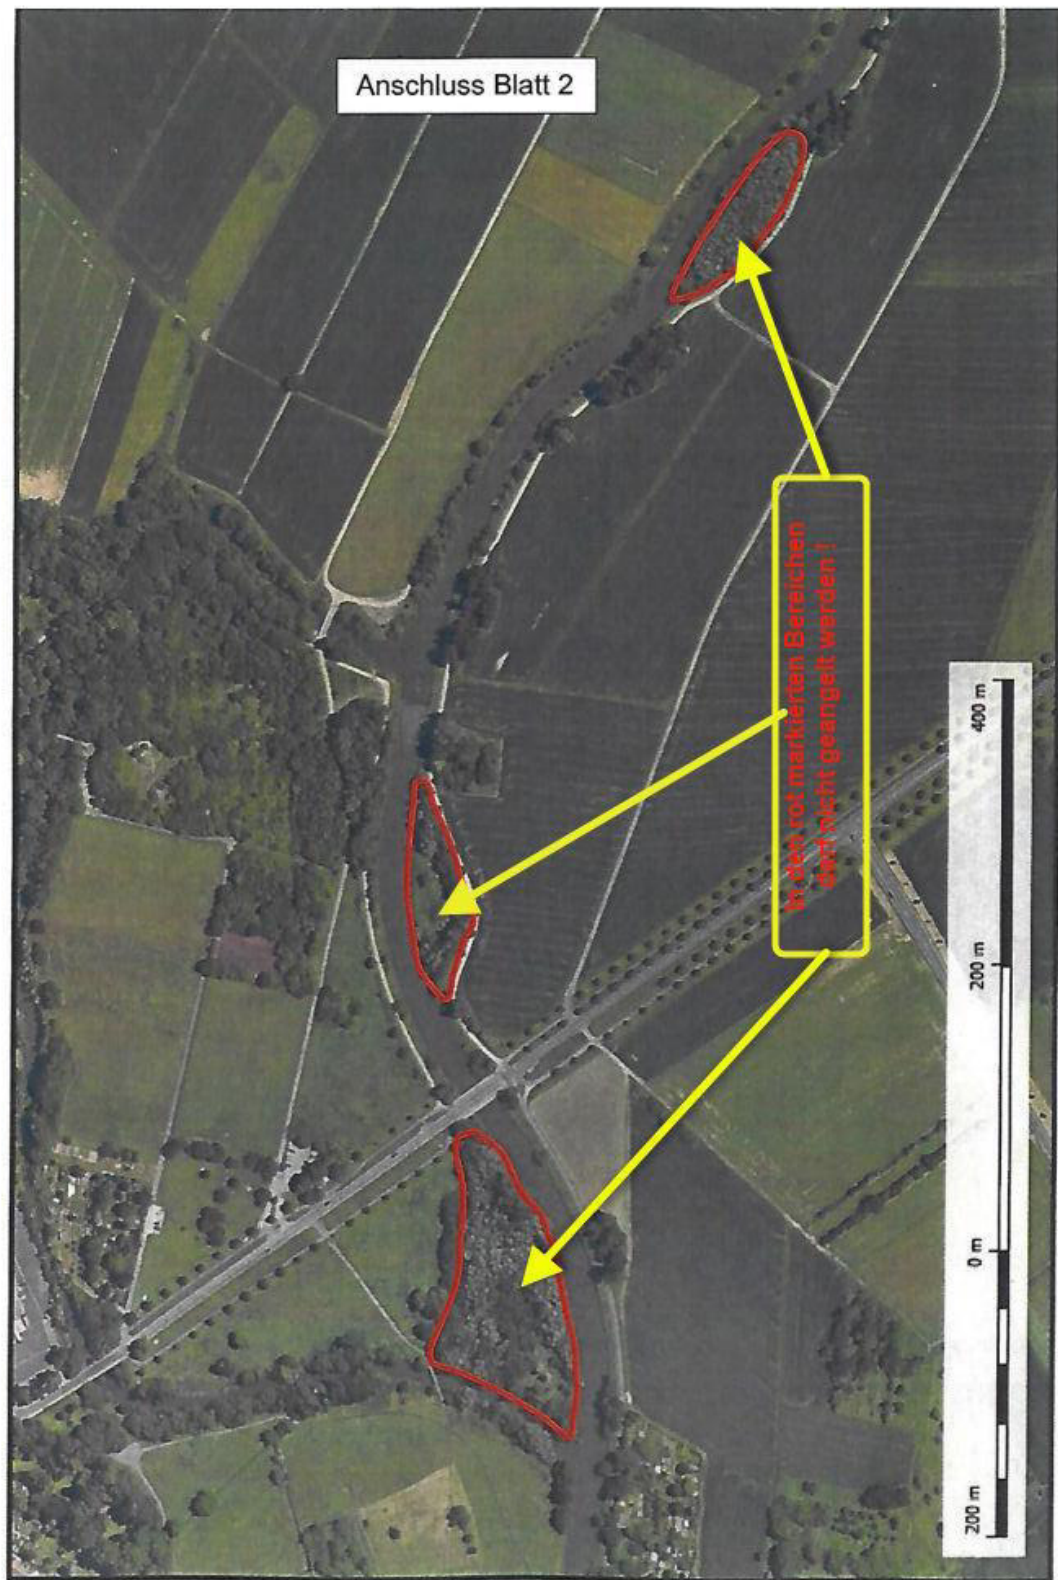 Anschluss Blatt 2
In den rot markierten Bereichen
darf nicht geangelt werden !
400 m
200 m
0 m
200 m